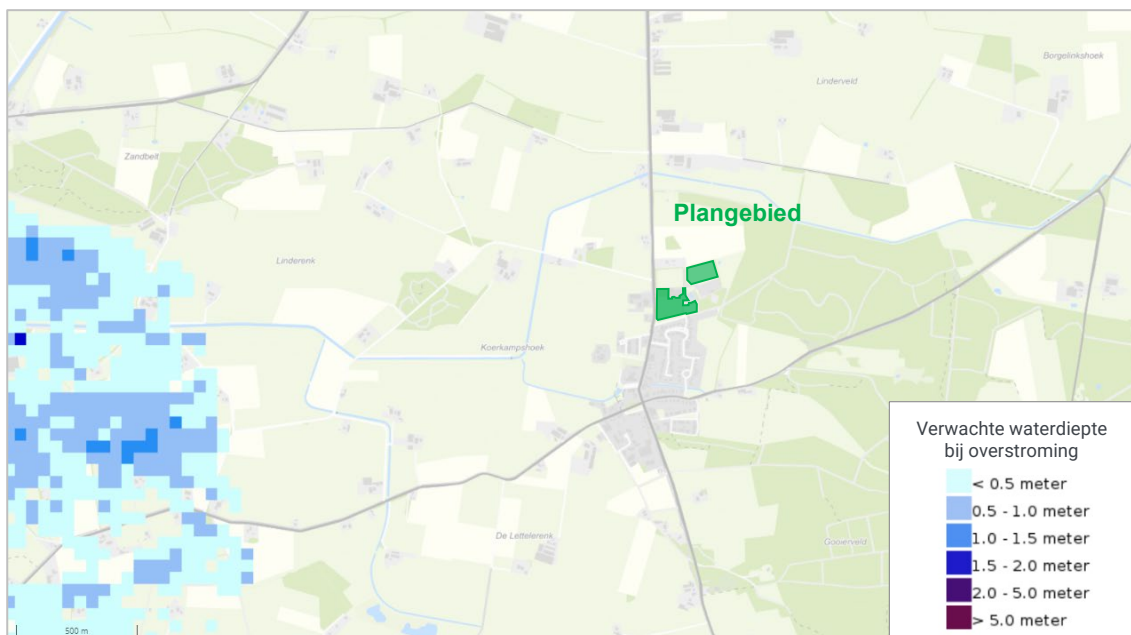 Borgelinkshoek
Linderveld
Zandbelt
Plangebied
Linderenk
Koerkampshoek
Verwachte waterdiepte
bij overstroming
< 0.5 meter
0.5 - 1.0 meter
1.0 - 1.5 meter
1.5 - 2.0 meter
2.0 - 5.0 meter
> 5.0 meter
De Lettelerenk
Gooierveld
500 m